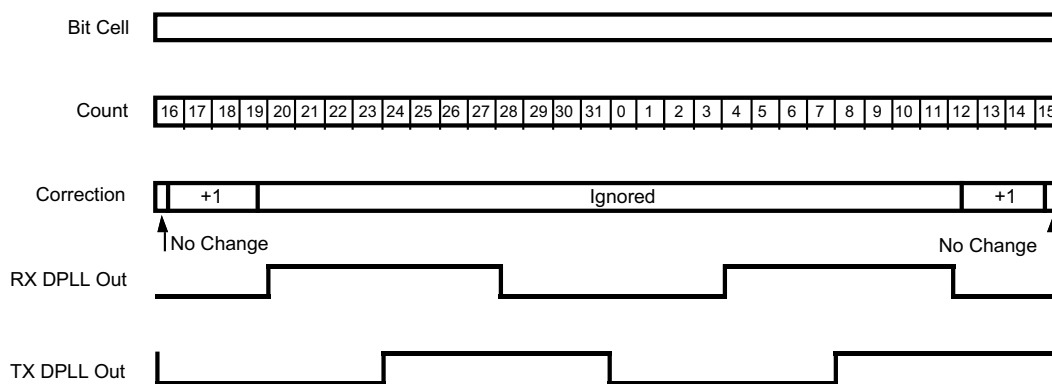 Bit Cell
Count 16 17 18 19 20 21 22 23 24 25 26 27 28 29 30 31 0 1 2 3 4 5 6 7 8 9 10 11 12 13 14 15
Correction +1 Ignored +1
No Change No Change
RX DPLL Out
TX DPLL Out